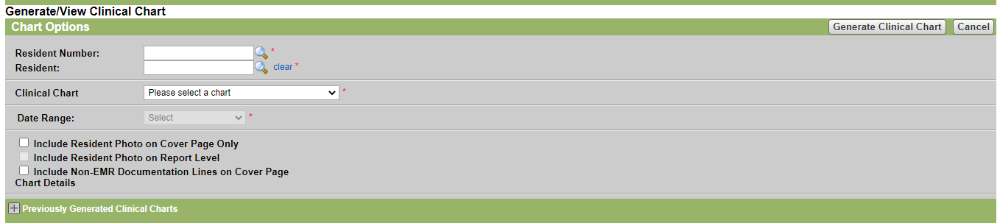 Generate/View Clinical Chart
Chart Options Generate Clinical Chart Cancel
Resident Number: *
Resident: clear *
Clinical Chart Please select a chart *
Date Range: Select *
Include Resident Photo on Cover Page Only
Include Resident Photo on Report Level
Include Non-EMR Documentation Lines on Cover Page
Chart Details
Previously Generated Clinical Charts